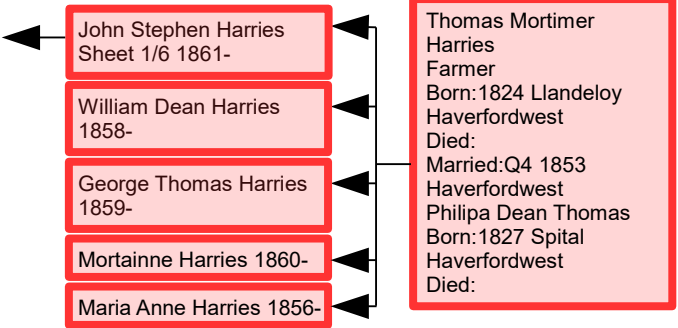 John Stephen Harries
Sheet 1/6 1861-
William Dean Harries
1858-
George Thomas Harries
1859-
Mortainne Harries 1860-
Maria Anne Harries 1856-
Thomas Mortimer
Harries
Farmer
Born:1824 Llandeloy
Haverfordwest
Died:
Married:Q4 1853
Haverfordwest
Philipa Dean Thomas
Born:1827 Spital
Haverfordwest
Died: